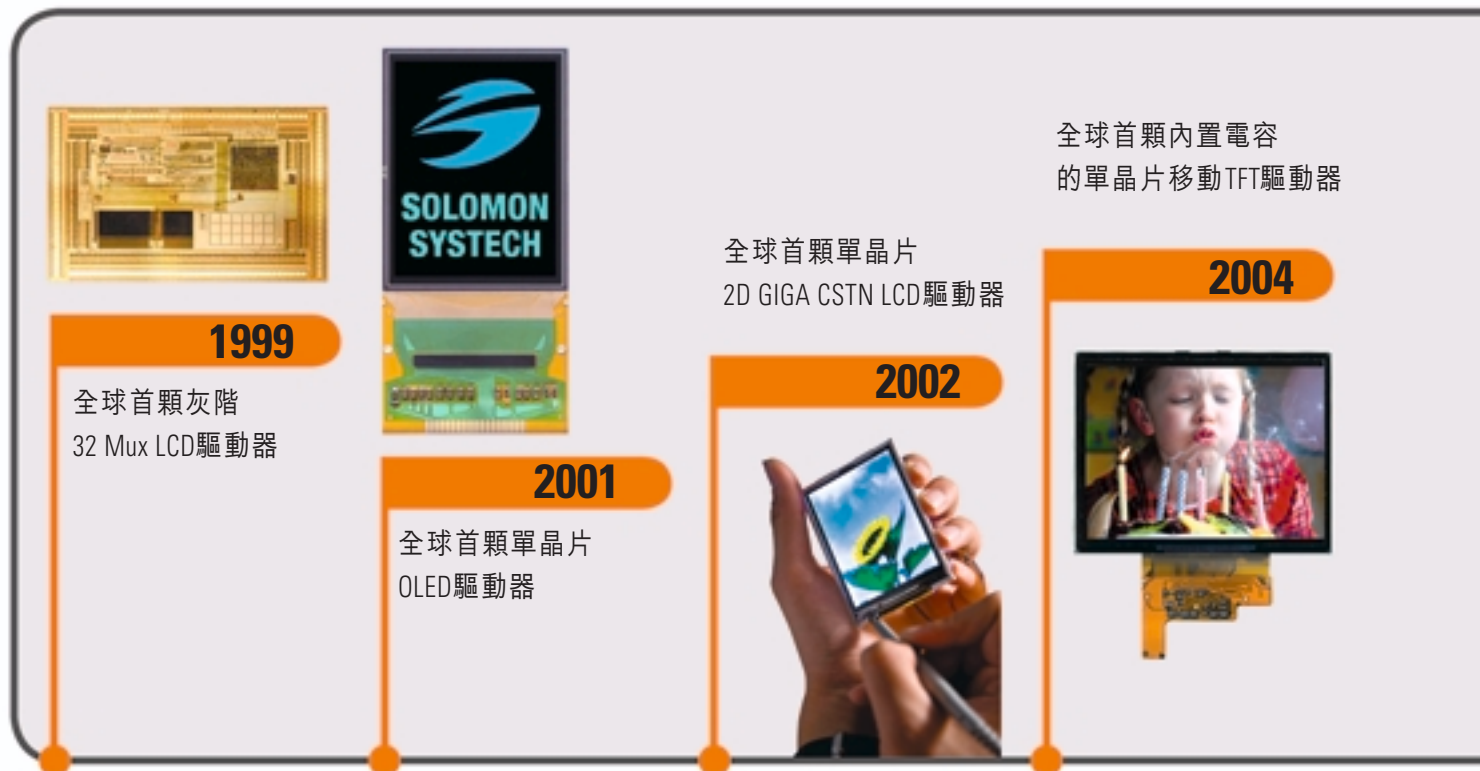 1999
全球首顆灰階
32 Mux LCD驅動器
SOLOMON
SYSTECH
2001
全球首顆單晶片
OLED驅動器
全球首顆單晶片
2D GIGA CSTN LCD驅動器
2002
全球首顆內置電容
的單晶片移動TFT驅動器
2004